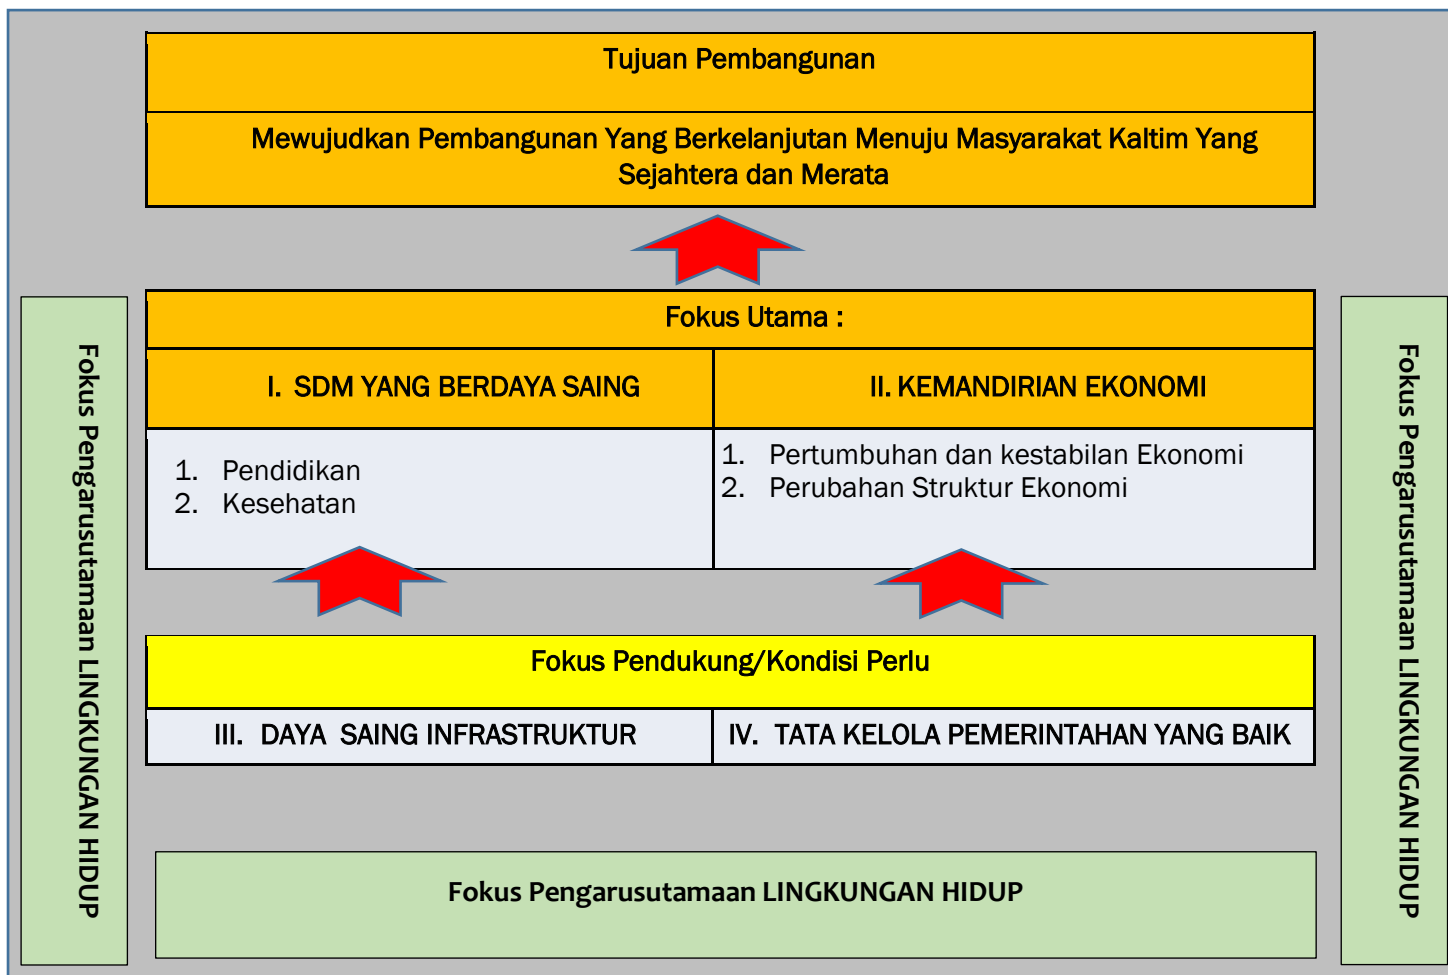 Tujuan Pembangunan
Mewujudkan Pembangunan Yang Berkelanjutan Menuju Masyarakat Kaltim Yang
Sejahtera dan Merata
Fokus Utama :
I. SDM YANG BERDAYA SAING
II. KEMANDIRIAN EKONOMI
1. Pendidikan
2. Kesehatan
1. Pertumbuhan dan kestabilan Ekonomi
2. Perubahan Struktur Ekonomi
Fokus Pendukung/Kondisi Perlu
III. DAYA SAING INFRASTRUKTUR
IV. TATA KELOLA PEMERINTAHAN YANG BAIK
Fokus Pengarusutamaan LINGKUNGAN HIDUP
Fokus Pengarusutamaan LINGKUNGAN HIDUP
Fokus Pengarusutamaan LINGKUNGAN HIDUP